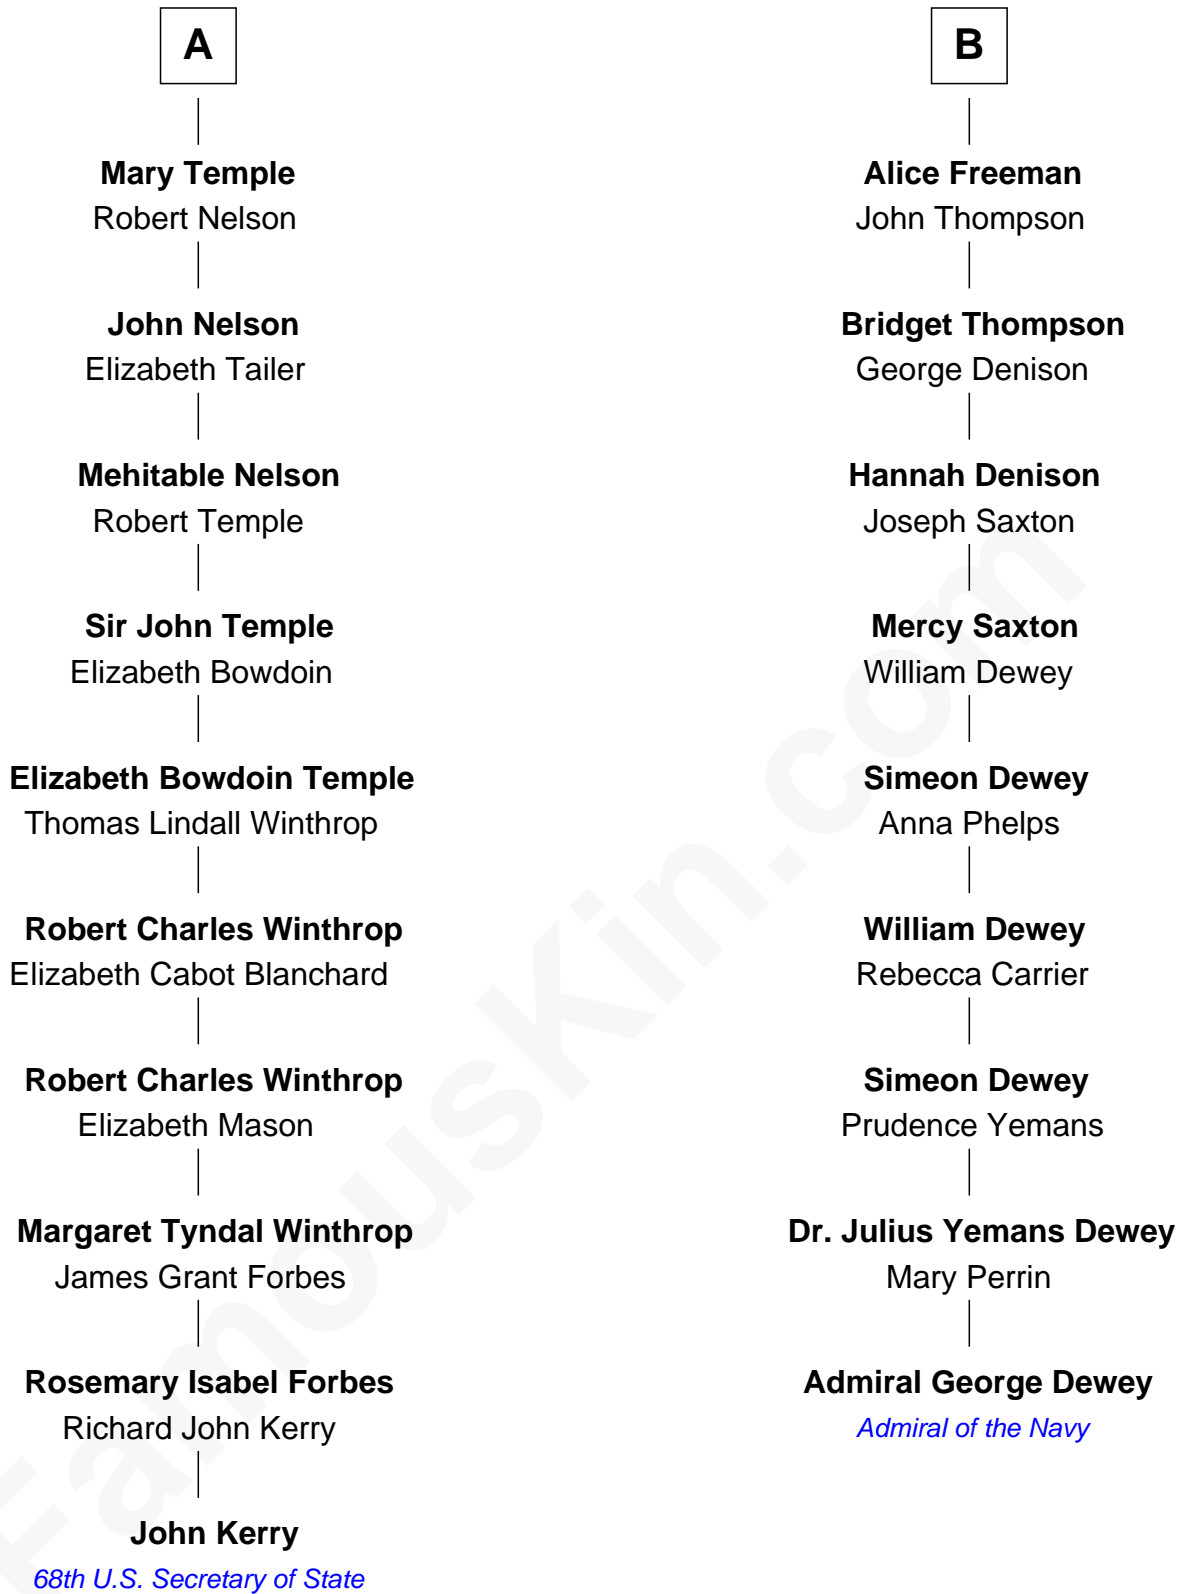 A
Mary Temple
Robert Nelson
John Nelson
Elizabeth Tailer
Mehitable Nelson
Robert Temple
Sir John Temple
Elizabeth Bowdoin
Elizabeth Bowdoin Temple
Thomas Lindall Winthrop
Robert Charles Winthrop
Elizabeth Cabot Blanchard
Robert Charles Winthrop
Elizabeth Mason
Margaret Tyndal Winthrop
James Grant Forbes
Rosemary Isabel Forbes
Richard John Kerry
John Kerry
68th U.S. Secretary of State
B
Alice Freeman
John Thompson
Bridget Thompson
George Denison
Hannah Denison
Joseph Saxton
Mercy Saxton
William Dewey
Simeon Dewey
Anna Phelps
William Dewey
Rebecca Carrier
Simeon Dewey
Prudence Yemans
Dr. Julius Yemans Dewey
Mary Perrin
Admiral George Dewey
Admiral of the Navy
FamousKin.com